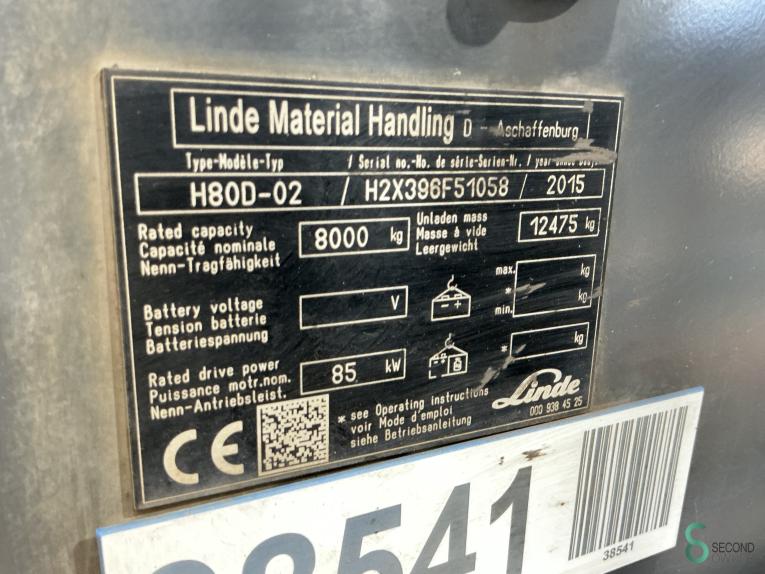 Linde Material Handling D - Aschaffenburg
Type-Modèle-Typ / Serial no.-No. de série-Serien-Nr. / year
H80D-02 / H2X396F51058 / 2015
Rated capacity
Capacité nominale
Nenn-Tragfähigkeit
8000 kg
Unladen mass
Masse à vide
Leergewicht
12475 kg
Battery voltage
Tension batterie
Batteriespannung
V
- +
max. kg
* kg
min.
Rated drive power
Puissance motr.nom.
Nenn-Antriebsleist.
85 kW
* kg
CE
* see Operating instructions
voir Mode d'emploi
siehe Betriebsanleitung
Linde
000 938 45 25
38541
38541
SECOND